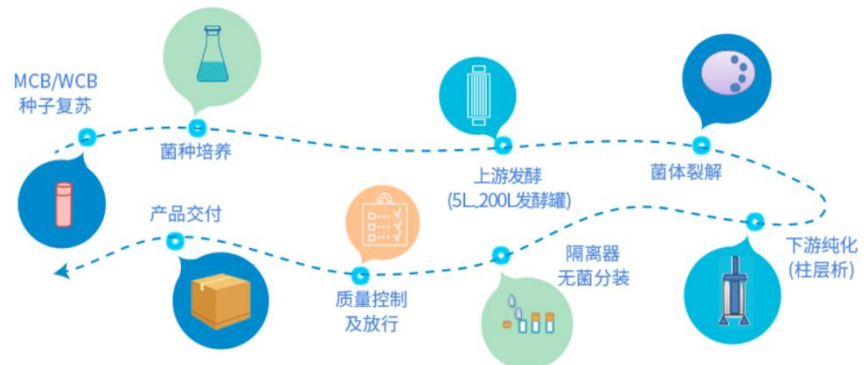 MCB/WCB
种子复苏
菌种培养
上游发酵
(5L、200L发酵罐)
菌体裂解
下游纯化
(柱层析)
隔离器
无菌分装
质量控制
及放行
产品交付